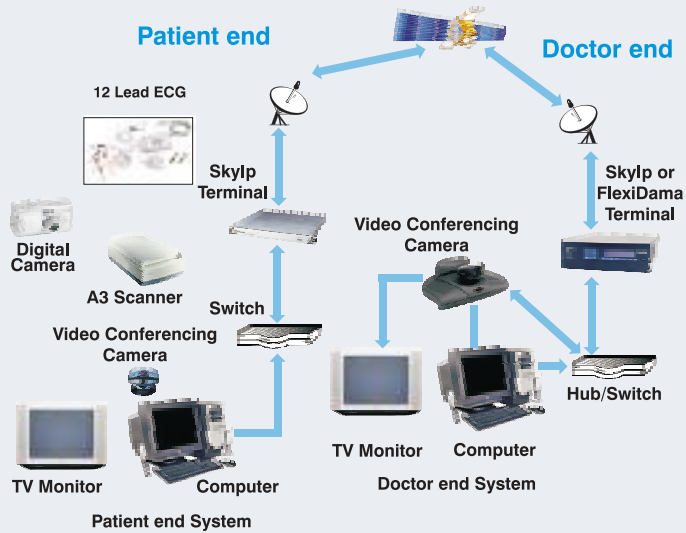 Patient end
Doctor end
12 Lead ECG
SkyIp
Terminal
SkyIp or
FlexiDama
Terminal
Video Conferencing
Camera
Digital
Camera
A3 Scanner
Switch
Video Conferencing
Camera
Hub/Switch
TV Monitor
Computer
TV Monitor
Computer
Doctor end System
Patient end System